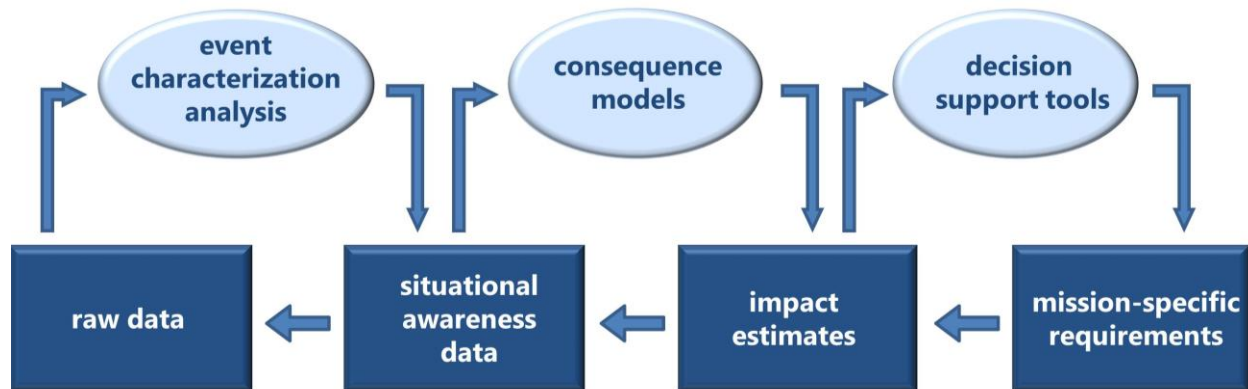 event
characterization
analysis
consequence
models
decision
support tools
raw data
situational
awareness
data
impact
estimates
mission-specific
requirements